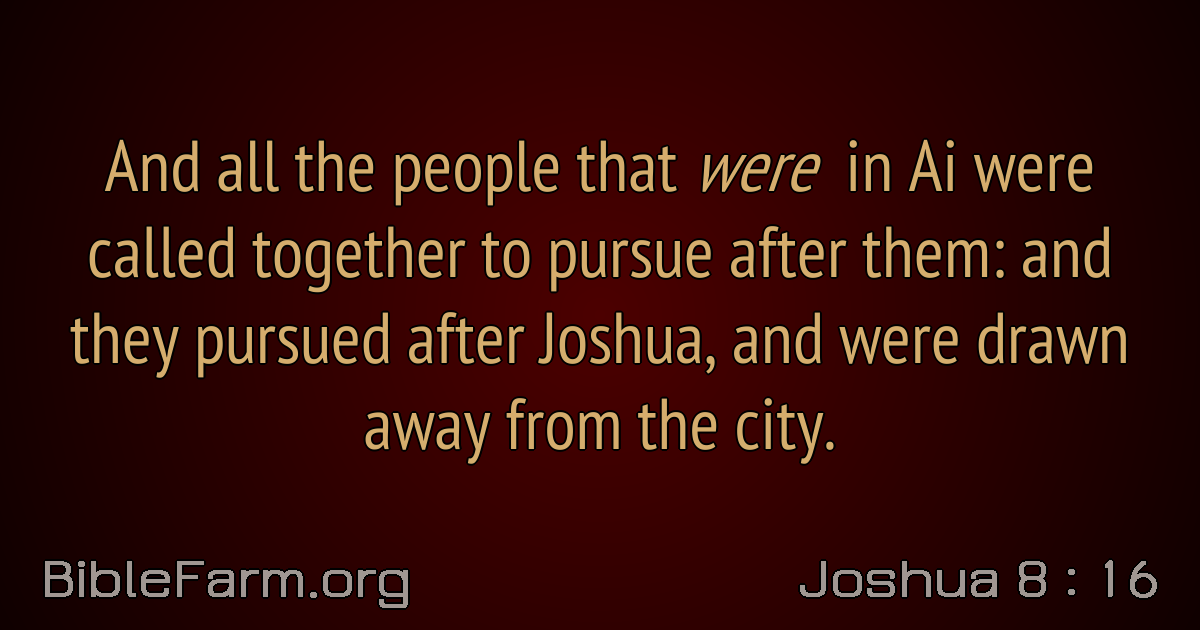 And all the people that were in Ai were
called together to pursue after them: and
they pursued after Joshua, and were drawn
away from the city.
BibleFarm.org
Joshua 8 : 16